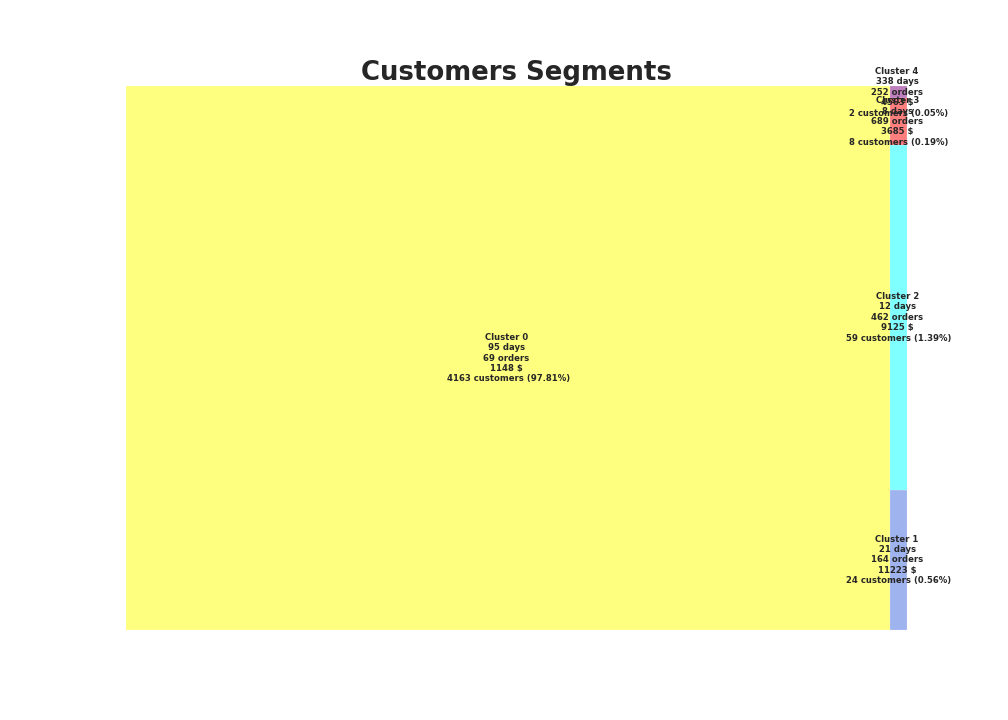 Customers Segments
Cluster 4
338 days
252 orders
2 customers (0.05%)
Cluster 3
8 days
689 orders
3685 $
8 customers (0.19%)
Cluster 2
12 days
462 orders
9125 $
59 customers (1.39%)
Cluster 0
95 days
69 orders
1148 $
4163 customers (97.81%)
Cluster 1
21 days
164 orders
11223 $
24 customers (0.56%)